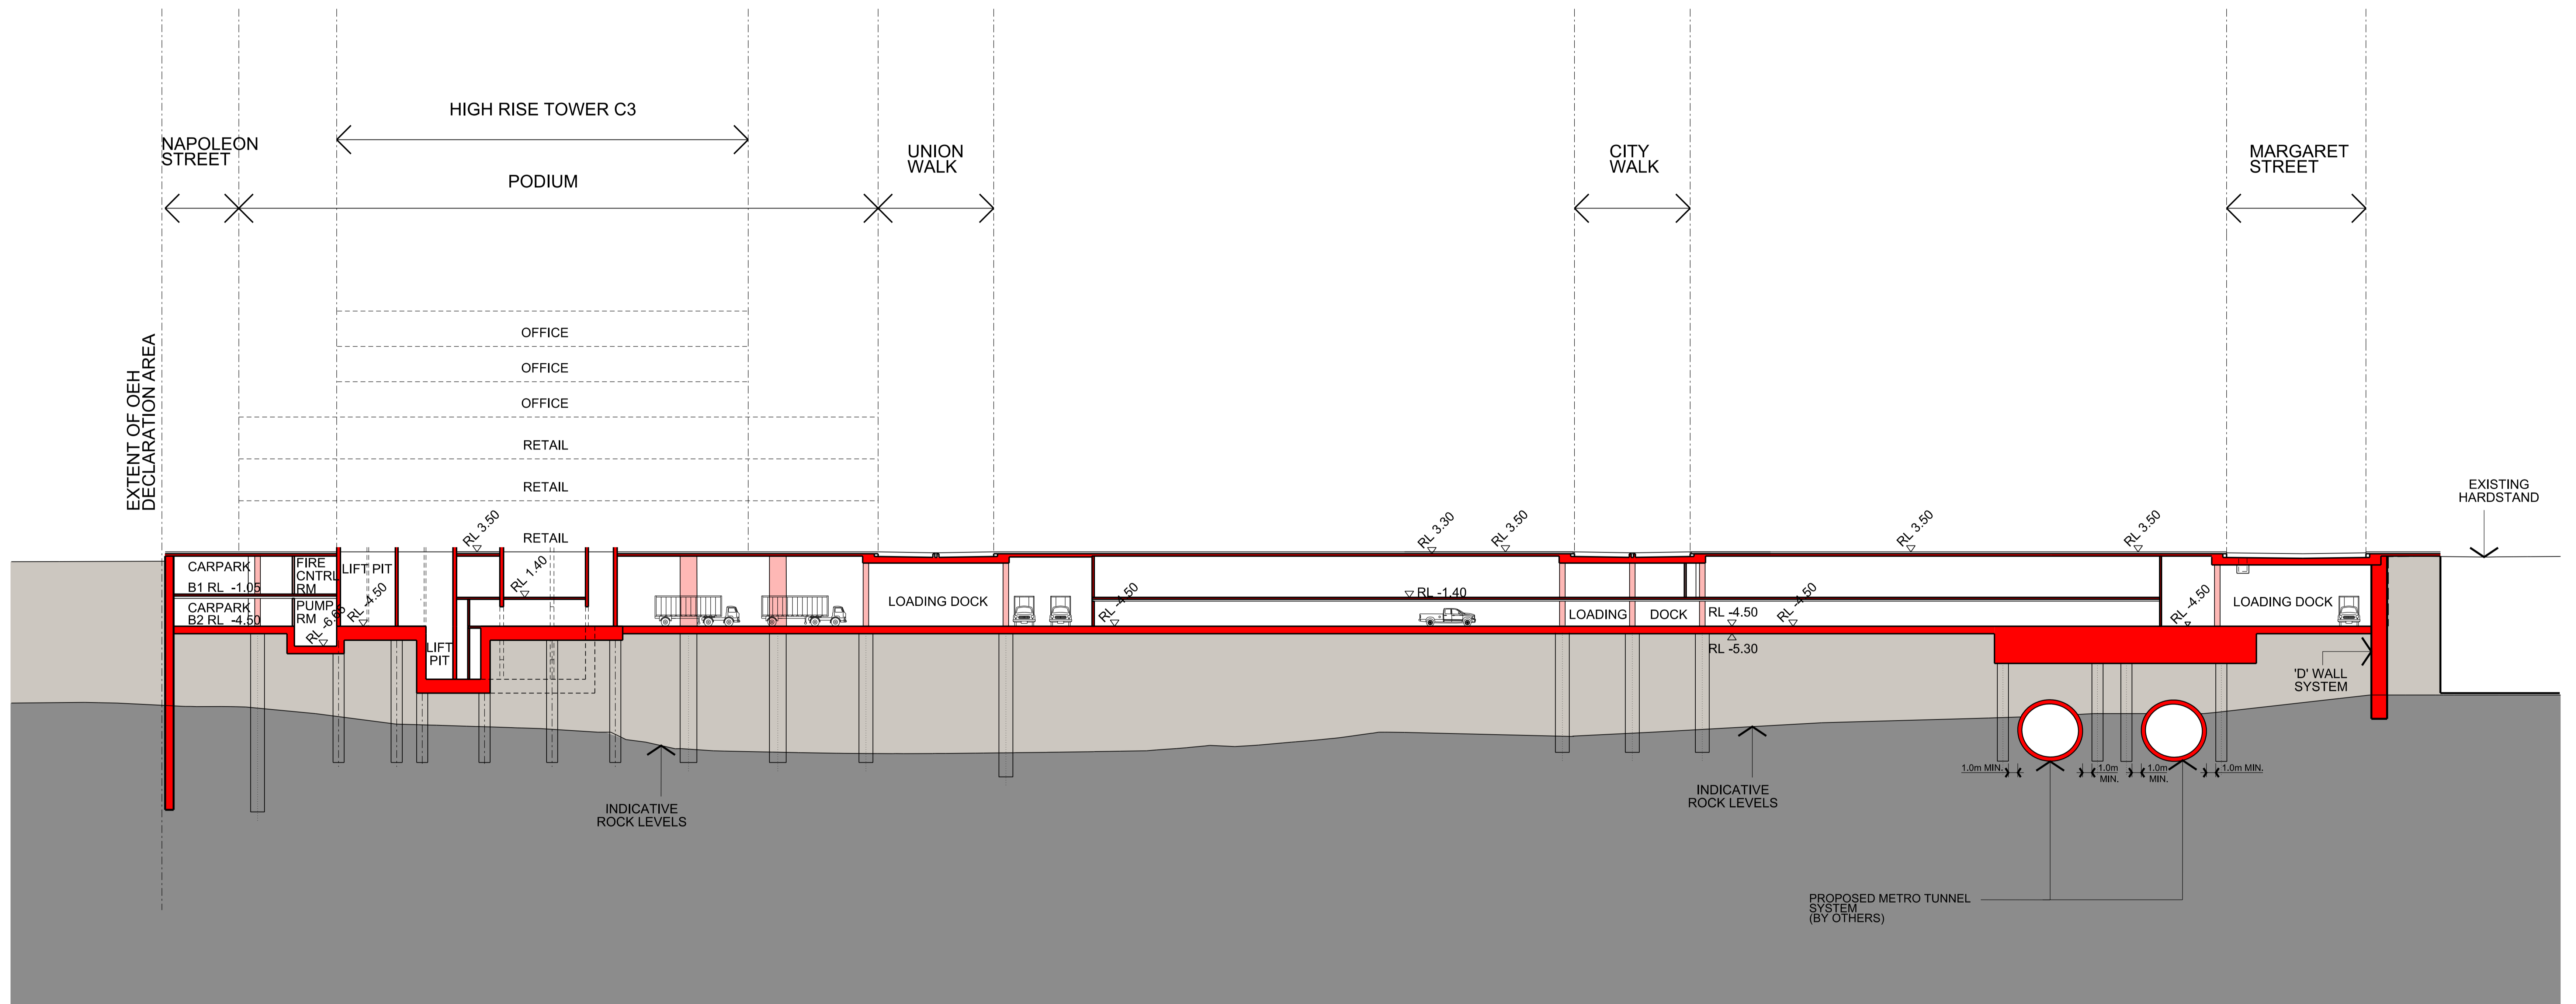 HIGH RISE TOWER C3
NAPOLEON
STREET
UNION
WALK
CITY
WALK
MARGARET
STREET
PODIUM
EXTENT OF OEH
DECLARATION AREA
OFFICE
OFFICE
OFFICE
RETAIL
RETAIL
RETAIL
EXISTING
HARDSTAND
RL 3.50
RL 3.30
RL 3.50
RL 3.50
RL 3.50
CARPARK
B1 RL -1.05
FIRE
CNTRL
RM
LIFT PIT
RL 1.40
CARPARK
B2 RL -4.50
PUMP
RM
RL -4.50
LIFT
PIT
LOADING DOCK
RL -4.50
RL -1.40
LOADING DOCK
RL -4.50
RL -5.30
RL -4.50
RL -4.50
LOADING DOCK
'D' WALL
SYSTEM
1.0m MIN.
1.0m
MIN.
1.0m
MIN.
1.0m MIN.
INDICATIVE
ROCK LEVELS
INDICATIVE
ROCK LEVELS
PROPOSED METRO TUNNEL
SYSTEM
(BY OTHERS)